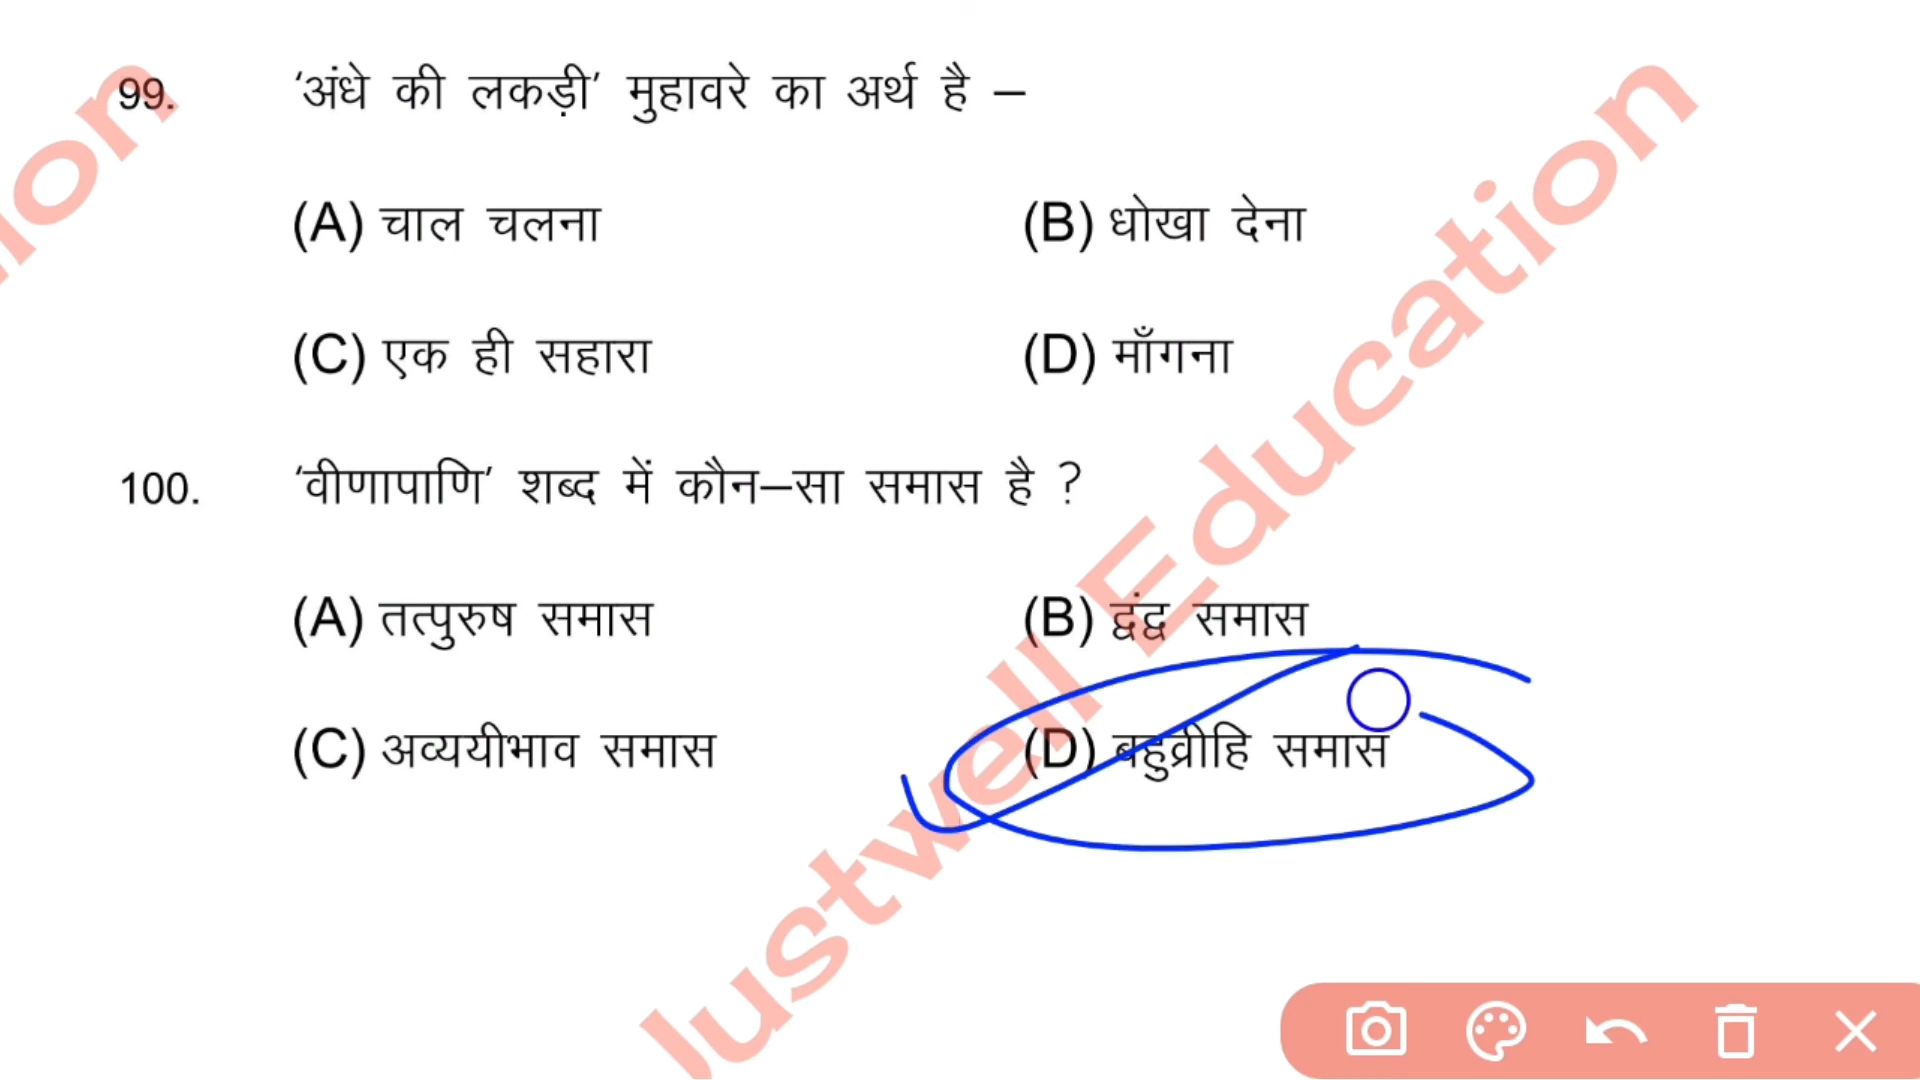 99. ‘अंधे की लकड़ी’ मुहावरे का अर्थ है –
(A) चाल चलना (B) धोखा देना
(C) एक ही सहारा (D) माँगना
100. ‘वीणापाणि’ शब्द में कौन–सा समास है ?
(A) तत्पुरुष समास (B) द्वंद्व समास
(C) अव्ययीभाव समास (D) बहुव्रीहि समास
ion
Justwell Education